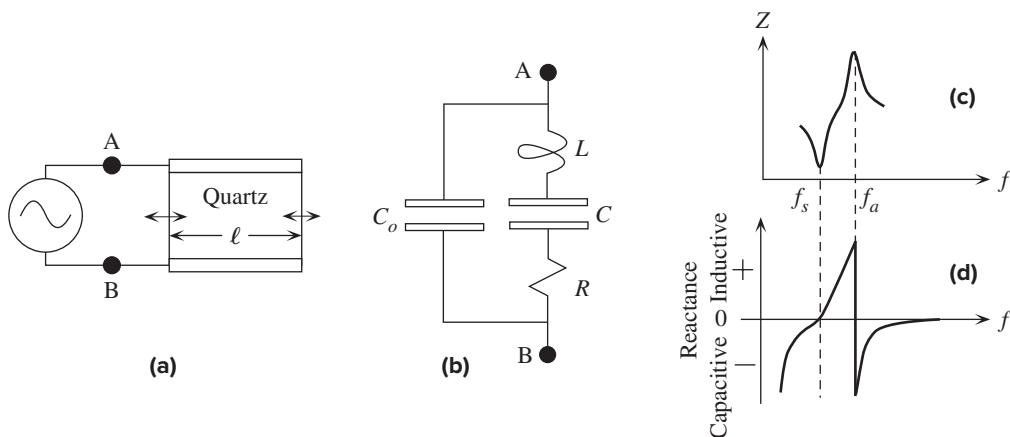 A
Quartz
ℓ
B
(a)
A
L
C_o
C
R
B
(b)
Z
(c)
f_s
f_a
f
Reactance
Capacitive 0 Inductive
+
−
(d)
f